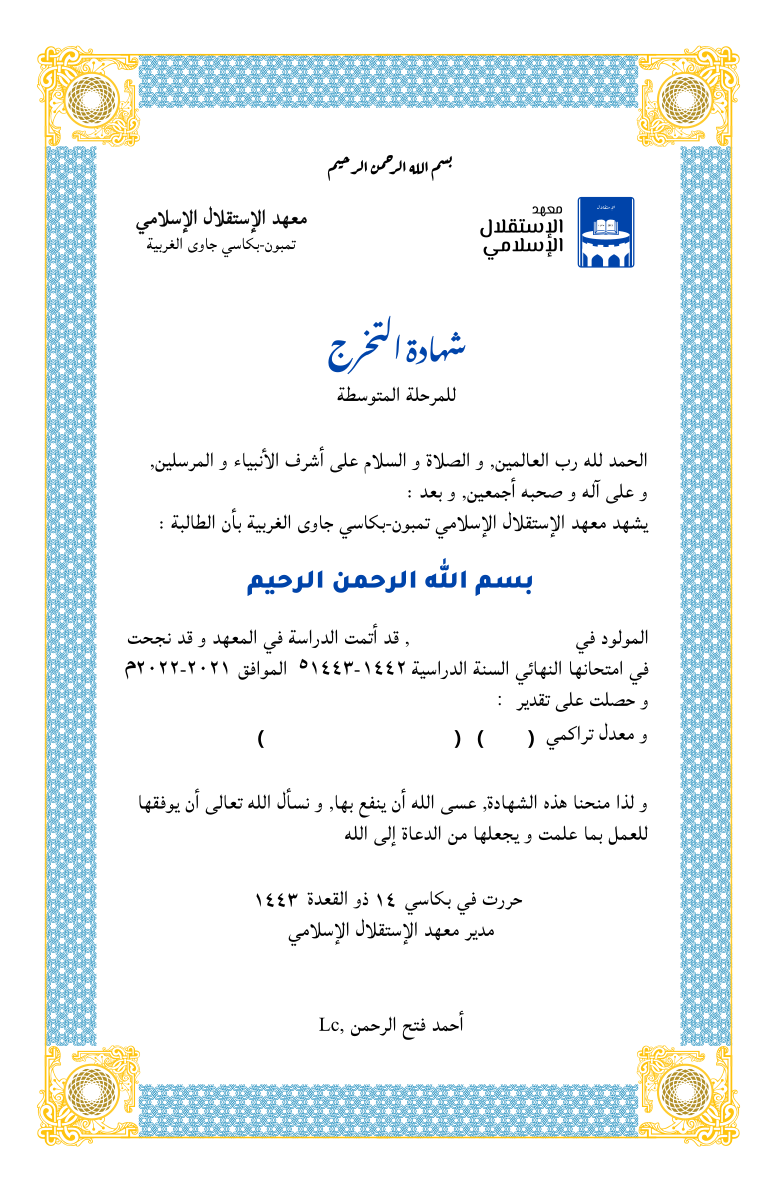 بسم الله الرحمن الرحيم
معهد
الإستقلال
الإسلامي
معهد الإستقلال الإسلامي
تمبون-بكاسي جاوى الغربية
شهادة التخرج
للمرحلة المتوسطة
الحمد لله رب العالمين, و الصلاة و السلام على أشرف الأنبياء و المرسلين,
و على آله و صحبه أجمعين, و بعد :
يشهد معهد الإستقلال الإسلامي تمبون-بكاسي جاوى الغربية بأن الطالبة :
بسم الله الرحمن الرحيم
المولود في , قد أتمت الدراسة في المعهد و قد نجحت
في امتحانها النهائي السنة الدراسية ١٤٤٢-١٤٤٣ه الموافق ٢٠٢١-٢٠٢٢م
و حصلت على تقدير :
و معدل تراكمي ( ) ( )
و لذا منحنا هذه الشهادة, عسى الله أن ينفع بها, و نسأل الله تعالى أن يوفقها
للعمل بما علمت و يجعلها من الدعاة إلى الله
حررت في بكاسي ١٤ ذو القعدة ١٤٤٣
مدير معهد الإستقلال الإسلامي
أحمد فتح الرحمن ,Lc